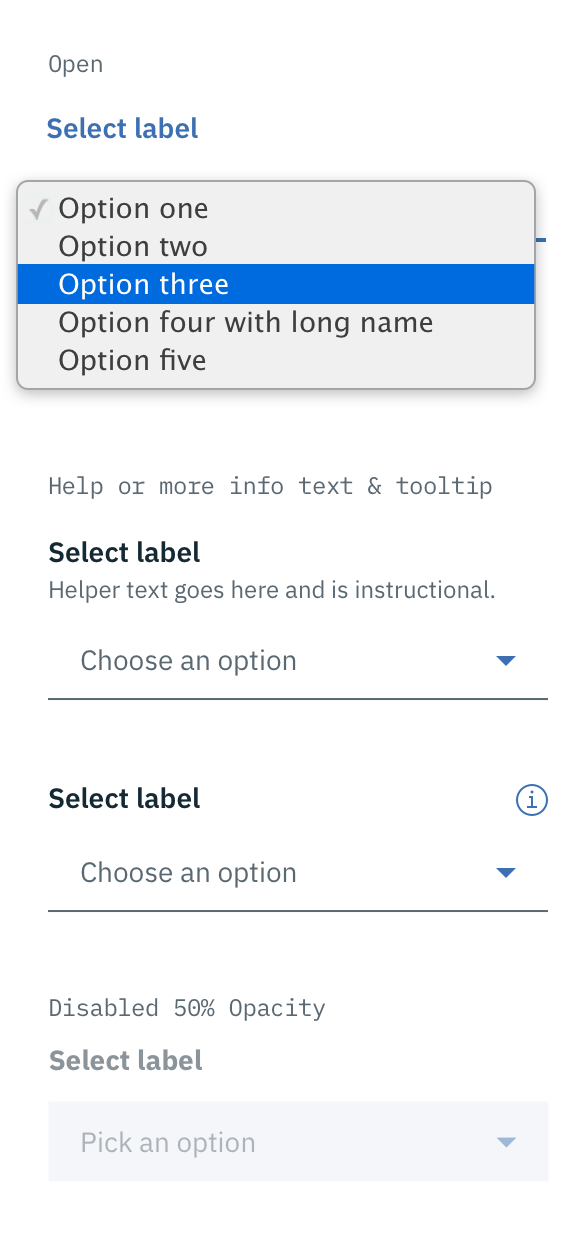 Open
Select label
✓ Option one
Option two
Option three
Option four with long name
Option five
Help or more info text & tooltip
Select label
Helper text goes here and is instructional.
Choose an option
Select label
i
Choose an option
Disabled 50% Opacity
Select label
Pick an option